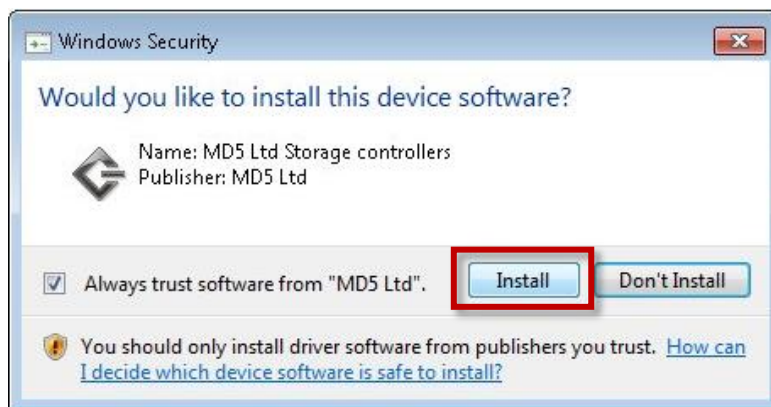 Windows Security
Would you like to install this device software?
Name: MD5 Ltd Storage controllers
Publisher: MD5 Ltd
Always trust software from "MD5 Ltd".
Install
Don't Install
You should only install driver software from publishers you trust. How can
I decide which device software is safe to install?